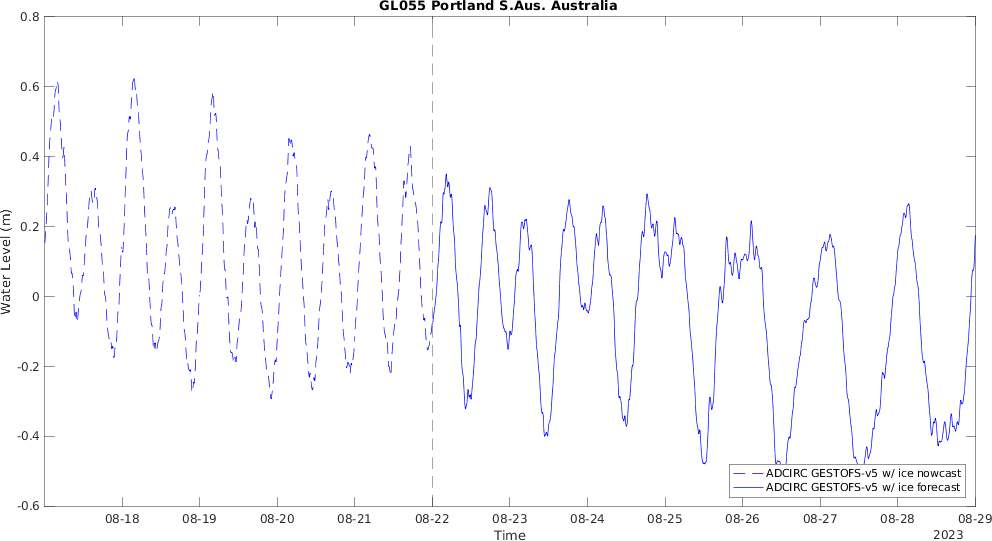 GL055 Portland S.Aus. Australia
0.8
0.6
0.4
0.2
0
-0.2
-0.4
-0.6
Water Level (m)
ADCIRC GESTOFS-v5 w/ ice nowcast
ADCIRC GESTOFS-v5 w/ ice forecast
08-18 08-19 08-20 08-21 08-22 08-23 08-24 08-25 08-26 08-27 08-28 08-29
Time
2023